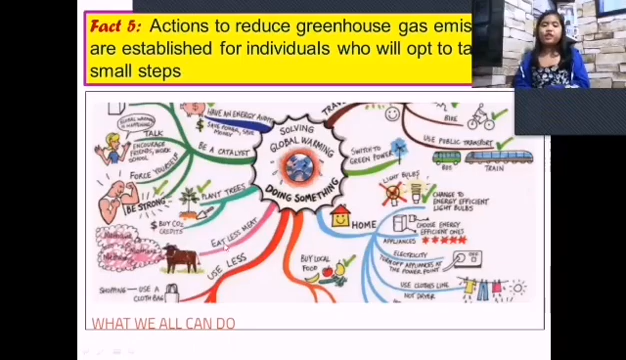 Fact 5: Actions to reduce greenhouse gas emis
are established for individuals who will opt to ta
small steps
HAVE AN ENERGY AUDIT
SAVE POWER, SAVE
MONEY
GLOBAL WARMING
IS HAPPENING!
TALK
ENCOURAGE
FRIENDS, WORK
SCHOOL
BE A CATALYST
FORCE YOURSELF
BE STRONG
PLANT TREES
$ BUY CO2
CREDITS
EAT LESS MEAT
USE LESS
SHOPPING - USE A
CLOTH BAG
SOLVING
GLOBAL WARMING
DOING SOMETHING
TRAV
BIKE
USE PUBLIC TRANSPORT
BUS
TRAIN
SWITCH TO
GREEN POWER
LIGHT BULBS
CHANGE TO
ENERGY EFFICIENT
LIGHT BULBS
HOME
CHOOSE ENERGY
EFFICIENT ONES
APPLIANCES
ELECTRICITY
TURN OFF APPLIANCES AT
THE POWER POINT
BUY LOCAL
FOOD
USE CLOTHES LINE
NOT DRYER
WHAT WE ALL CAN DO